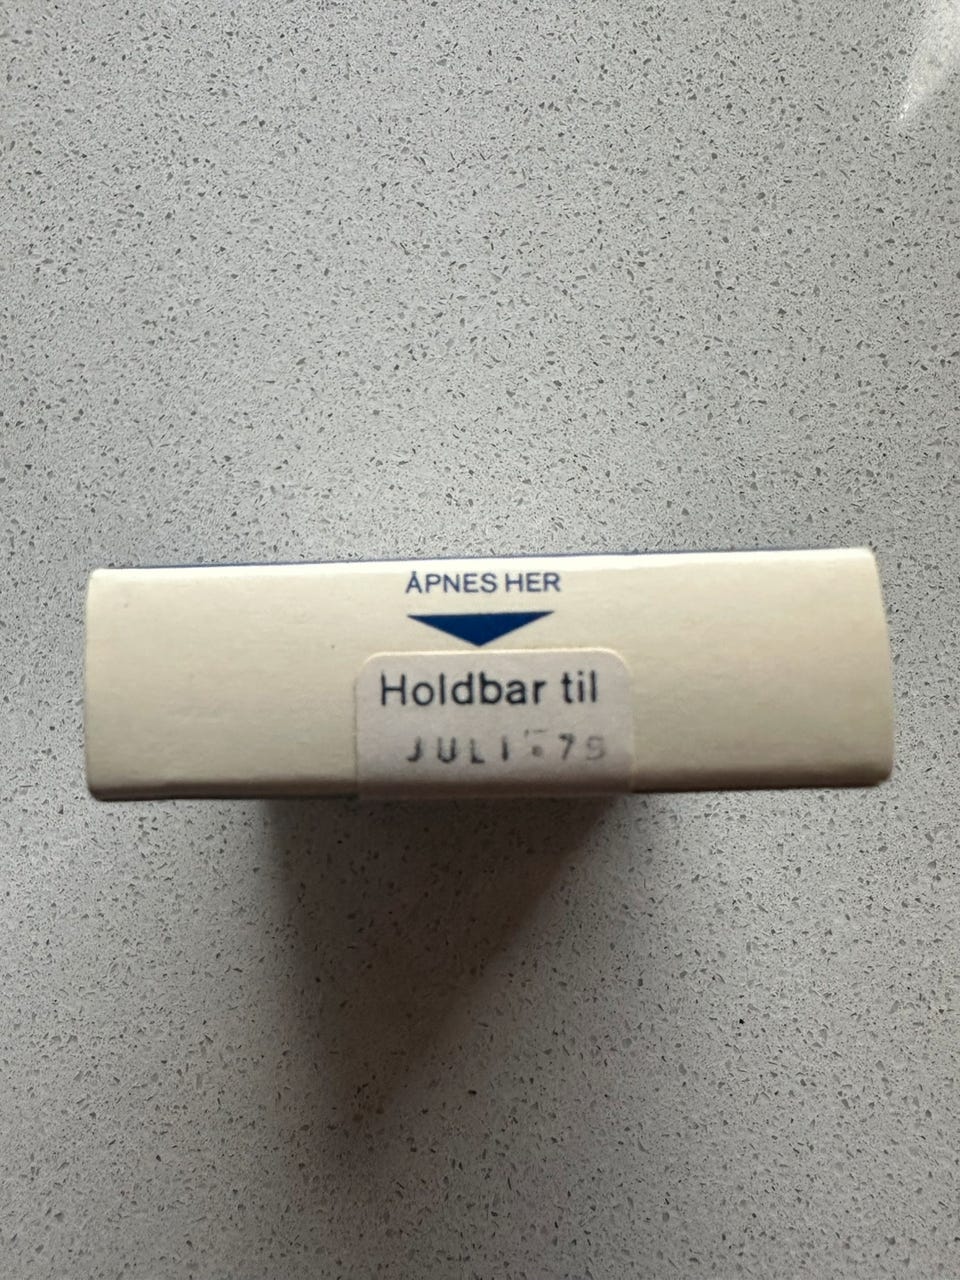 ÅPNES HER
Holdbar til
JULI 79